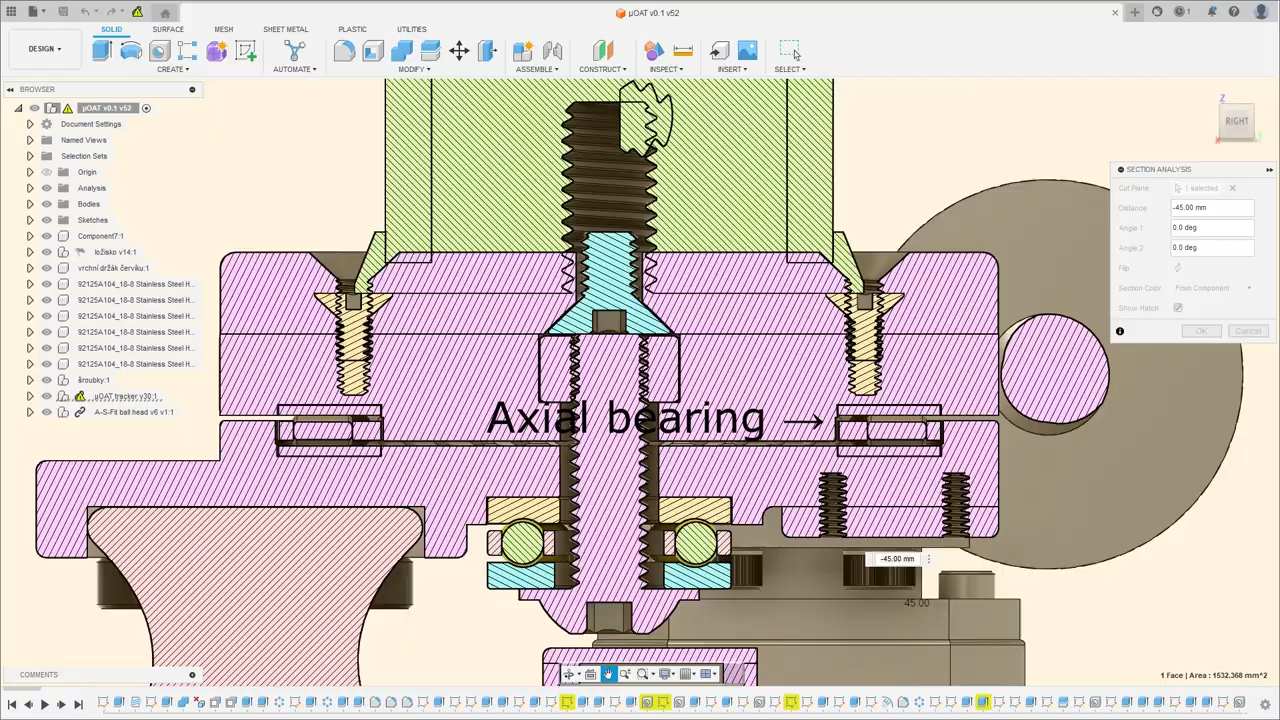 μOAT v0.1 v52
1
SOLID
SURFACE
MESH
SHEET METAL
PLASTIC
UTILITIES
DESIGN
CREATE
AUTOMATE
MODIFY
ASSEMBLE
CONSTRUCT
INSPECT
INSERT
SELECT
BROWSER
μOAT v0.1 v52
Document Settings
Named Views
Selection Sets
Origin
Analysis
Bodies
Sketches
Component7:1
ložisko v14:1
vrchní držák červíku:1
92125A104_18-8 Stainless Steel H...
92125A104_18-8 Stainless Steel H...
92125A104_18-8 Stainless Steel H...
92125A104_18-8 Stainless Steel H...
92125A104_18-8 Stainless Steel H...
92125A104_18-8 Stainless Steel H...
šroubky:1
μOAT tracker v30:1
A-S-Fit ball head v6 v1:1
Z
RIGHT
X
Y
SECTION ANALYSIS
Cut Plane: 1 selected
Distance: -45.00 mm
Angle 1 0.0 deg
Angle 2 0.0 deg
Flip
Section Color From Component
Show Hatch
OK Cancel
Axial bearing →
-45.00 mm
45.00
COMMENTS
1 Face | Area : 1532.368 mm^2